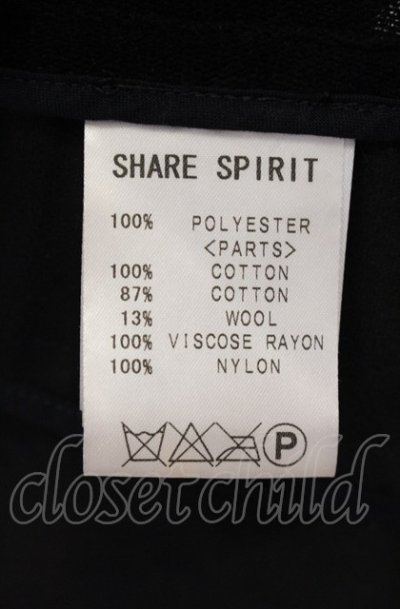 SHARE SPIRIT
100% POLYESTER
<PARTS>
100% COTTON
87% COTTON
13% WOOL
100% VISCOSE RAYON
100% NYLON
P
closet child